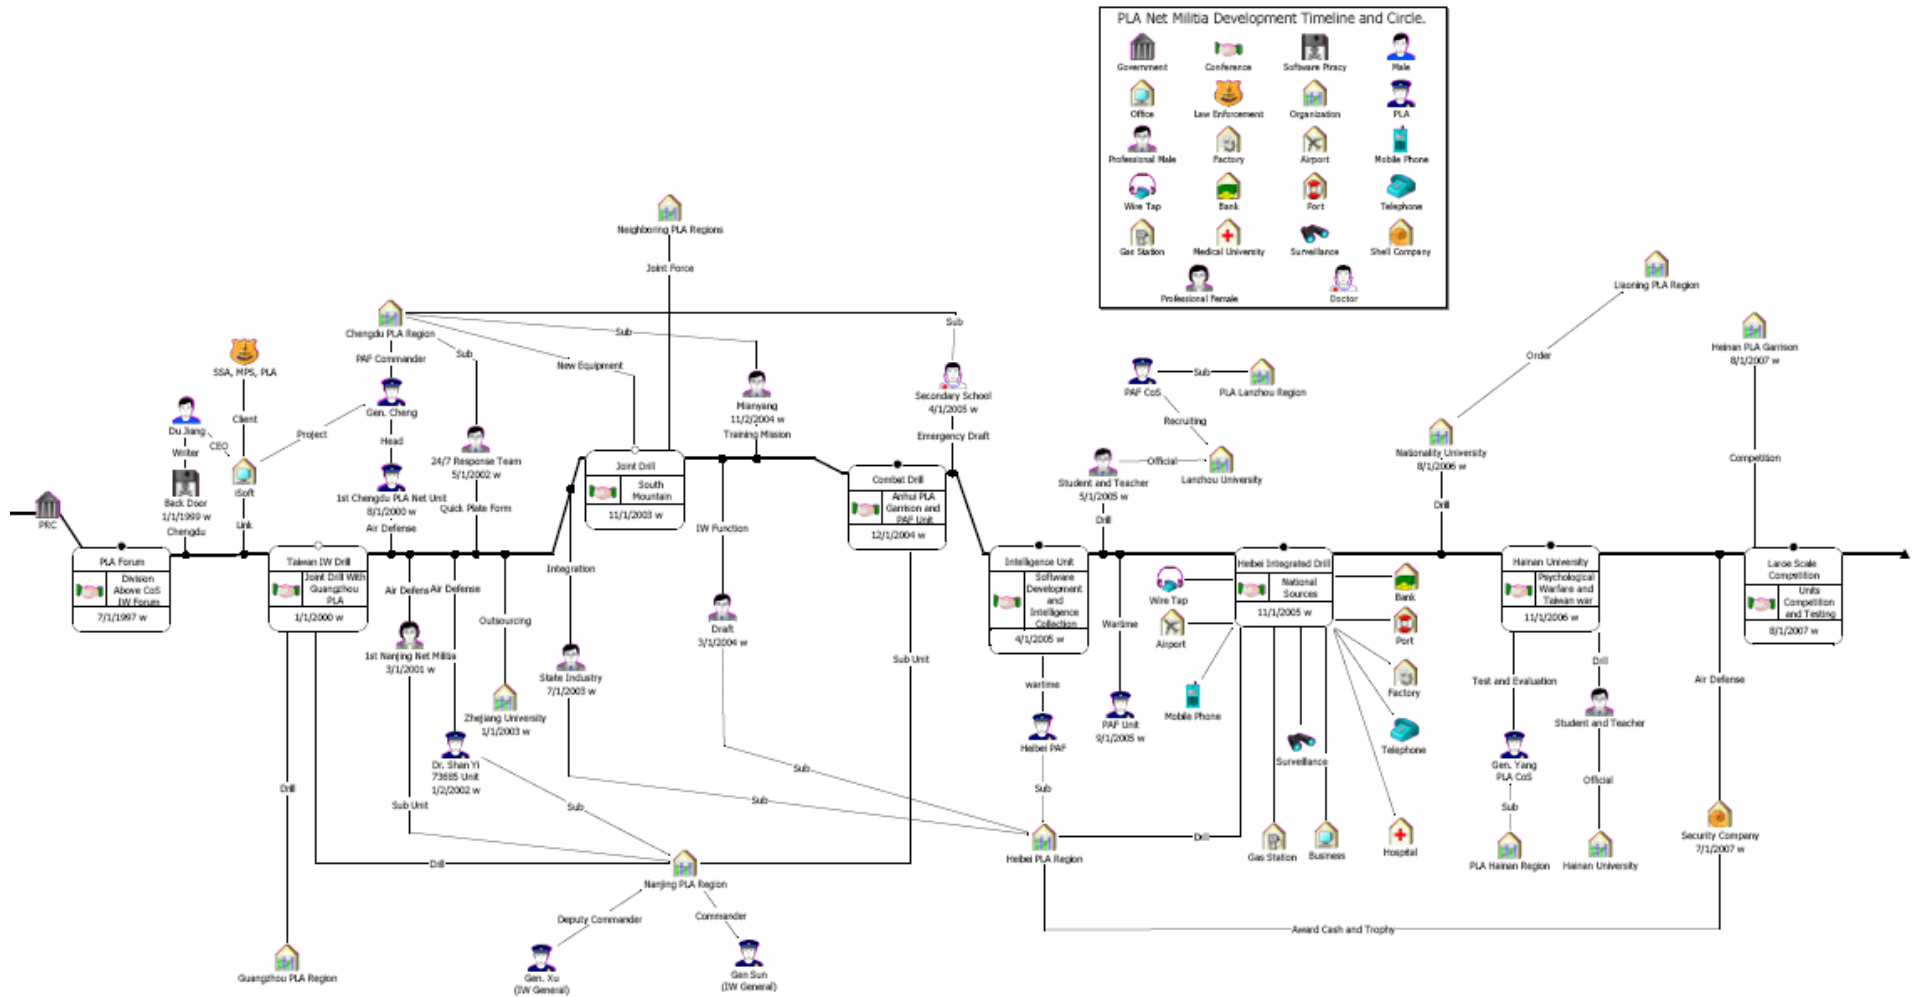 PLA Net Militia Development Timeline and Circle.
Government
Conference
Software Piracy
Male
Office
Law Enforcement
Organization
PLA
Professional Male
Factory
Airport
Mobile Phone
Wire Tap
Bank
Port
Telephone
Gas Station
Medical University
Surveillance
Shell Company
Professional Female
Doctor
Neighboring PLA Regions
Joint Force
Chengdu PLA Region
PAF Commander
Sub
Sub
New Equipment
Sub
SSA, MPS, PLA
Client
Du Jiang
CEO
Writer
Project
Gen. Cheng
Head
iSoft
Link
Back Door
1/1/1999 w
Chengdu
1st Chengdu PLA Net Unit
8/1/2000 w
Air Defense
24/7 Response Team
5/1/2002 w
Quick Plate Form
Mianyang
11/2/2004 w
Training Mission
Secondary School
4/1/2005 w
Emergency Draft
PAF CoS
Sub
PLA Lanzhou Region
Recruiting
Official
Student and Teacher
5/1/2005 w
Drill
Lanzhou University
Liaoning PLA Region
Order
Nationality University
8/1/2006 w
Drill
Heinan PLA Garrison
8/1/2007 w
Competition
PRC
PLA Forum
Division
Above CoS
IW Forum
7/1/1997 w
Taiwan IW Drill
Joint Drill With
Guangzhou
PLA
1/1/2000 w
Joint Drill
South
Mountain
11/1/2003 w
Combat Drill
Anhui PLA
Garrison and
PAF Unit
12/1/2004 w
Intelligence Unit
Software
Development
and
Intelligence
Collection
4/1/2005 w
Heibei Integrated Drill
National
Sources
11/1/2005 w
Hainan University
Psychological
Warfare and
Taiwan war
11/1/2006 w
Large Scale
Competition
Units
Competition
and Testing
8/1/2007 w
Air Defens
Air Defense
1st Nanjing Net Militia
3/1/2001 w
Sub Unit
Dr. Shan Yi
73685 Unit
1/2/2002 w
Sub
Outsourcing
Zhejiang University
1/1/2003 w
Integration
State Industry
7/1/2003 w
Sub
IW Function
Draft
3/1/2004 w
Sub
Sub Unit
Drill
Drill
Nanjing PLA Region
Deputy Commander
Commander
Gen. Xu
(IW General)
Gen Sun
(IW General)
Guangzhou PLA Region
wartime
Heibei PAF
Sub
Heibei PLA Region
Wartime
PAF Unit
9/1/2005 w
Drill
Award Cash and Trophy
Wire Tap
Airport
Mobile Phone
Surveillance
Gas Station
Business
Hospital
Bank
Port
Factory
Telephone
Test and Evaluation
Gen. Yang
PLA CoS
Sub
PLA Hainan Region
Drill
Student and Teacher
Official
Hainan University
Air Defense
Security Company
7/1/2007 w